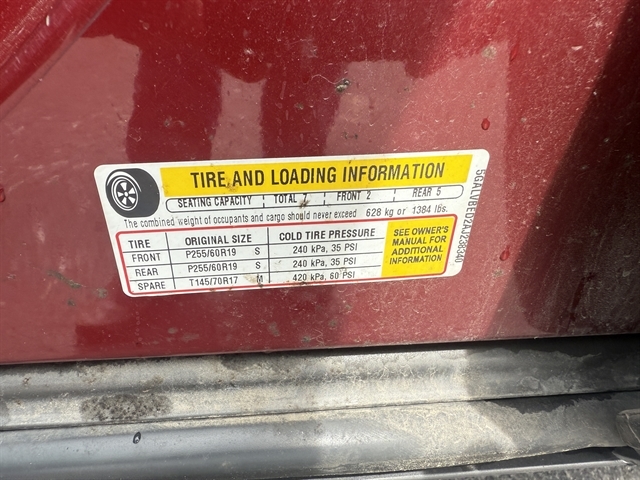 TIRE AND LOADING INFORMATION
SEATING CAPACITY TOTAL 7 FRONT 2 REAR 5
The combined weight of occupants and cargo should never exceed 628 kg or 1384 lbs.
TIRE ORIGINAL SIZE COLD TIRE PRESSURE
FRONT P255/60R19 S 240 kPa, 35 PSI
REAR P255/60R19 S 240 kPa, 35 PSI
SPARE T145/70R17 M 420 kPa, 60 PSI
SEE OWNER'S
MANUAL FOR
ADDITIONAL
INFORMATION